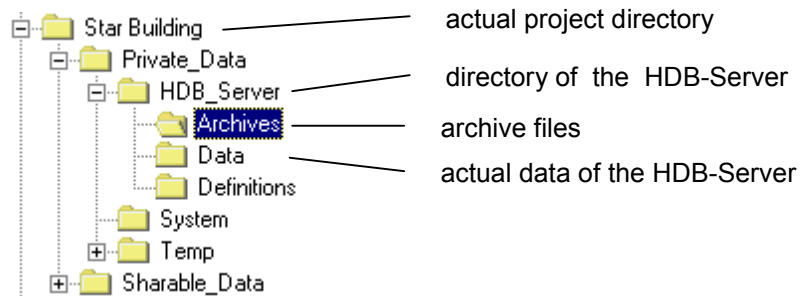 Star Building
actual project directory
Private_Data
HDB_Server
directory of the HDB-Server
Archives
archive files
Data
actual data of the HDB-Server
Definitions
System
Temp
Sharable_Data